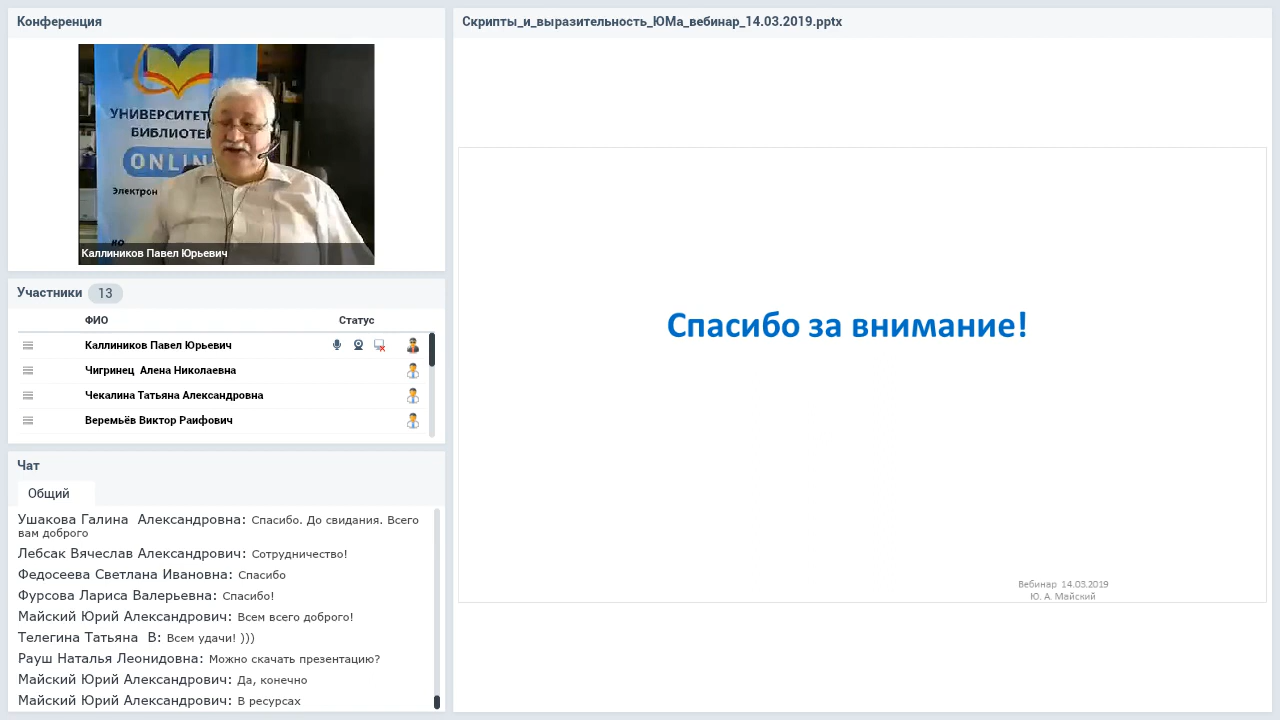 Конференция
УНИВЕРСИТЕТ
БИБЛИОТЕ
ONLIN
Электрон
но
Каллиников Павел Юрьевич
Участники 13
ФИО Статус
Каллиников Павел Юрьевич
Чигринец Алена Николаевна
Чекалина Татьяна Александровна
Веремьёв Виктор Раифович
Чат
Общий
Ушакова Галина Александровна: Спасибо. До свидания. Всего
вам доброго
Лебсак Вячеслав Александрович: Сотрудничество!
Федосеева Светлана Ивановна: Спасибо
Фурсова Лариса Валерьевна: Спасибо!
Майский Юрий Александрович: Всем всего доброго!
Телегина Татьяна В: Всем удачи! )))
Рауш Наталья Леонидовна: Можно скачать презентацию?
Майский Юрий Александрович: Да, конечно
Майский Юрий Александрович: В ресурсах
Скрипты_и_выразительность_ЮМа_вебинар_14.03.2019.pptx
Спасибо за внимание!
Вебинар 14.03.2019
Ю. А. Майский